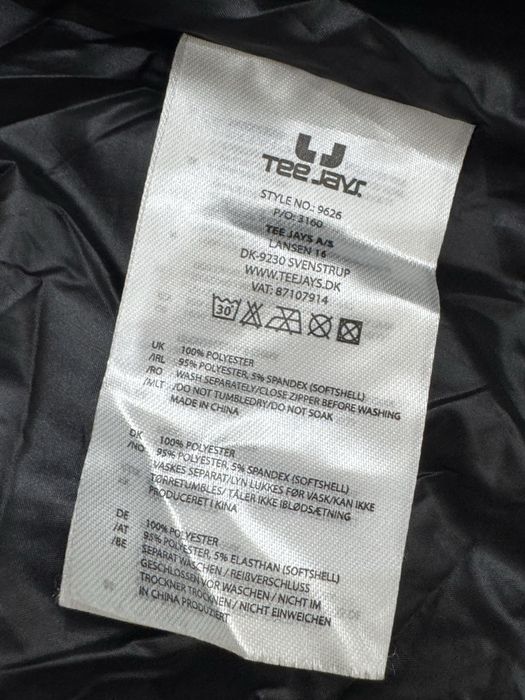 Tee Jays.
STYLE NO.: 9626
P/O: 3160
TEE JAYS A/S
LANSEN 16
DK-9230 SVENSTRUP
WWW.TEEJAYS.DK
VAT: 87107914
30°
UK 100% POLYESTER
/IRL 95% POLYESTER, 5% SPANDEX (SOFTSHELL)
/RO WASH SEPARATELY/CLOSE ZIPPER BEFORE WASHING
/MLT /DO NOT TUMBLEDRY/DO NOT SOAK
MADE IN CHINA
DK 100% POLYESTER
/NO 95% POLYESTER, 5% SPANDEX (SOFTSHELL)
VASKES SEPARAT/LYN LUKKES FØR VASK/KAN IKKE
TØRRETUMBLES/ TÅLER IKKE IBLØDSÆTNING
PRODUCERET I KINA
DE 100% POLYESTER
/AT 95% POLYESTER, 5% ELASTHAN (SOFTSHELL)
/BE SEPARAT WASCHEN / REIßVERSCHLUSS
GESCHLOSSEN VOR WASCHEN / NICHT IM
TROCKNER TROCKNEN / NICHT EINWEICHEN
IN CHINA PRODUZIERT